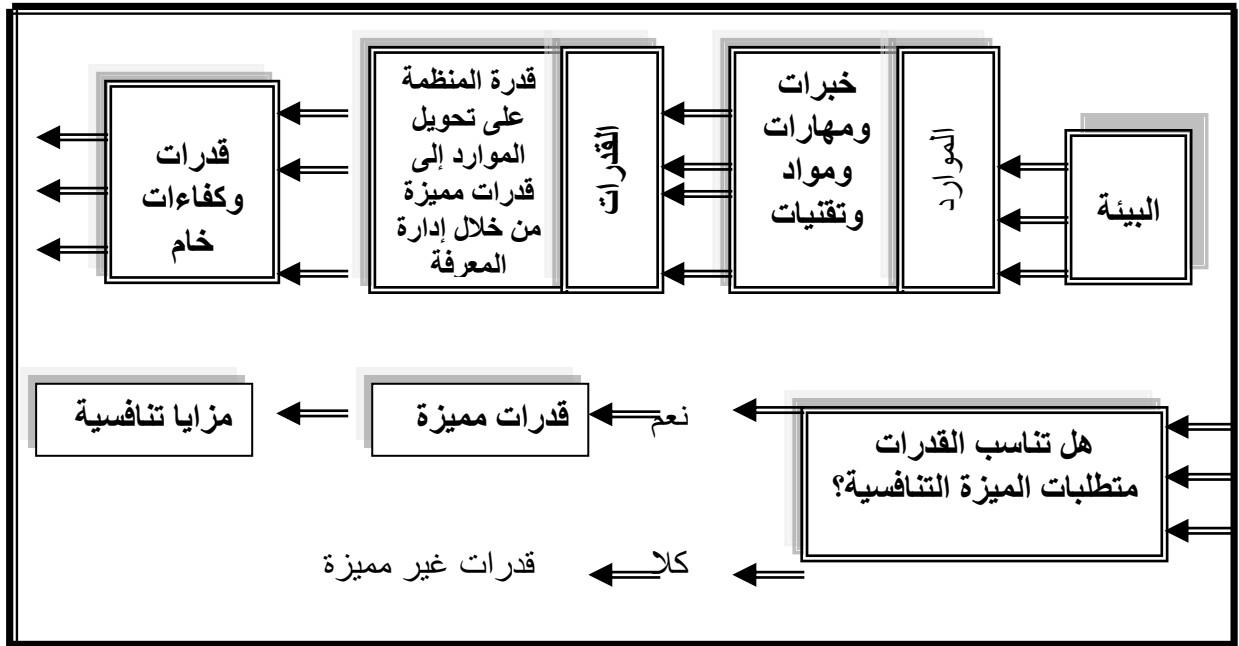 البيئة
الموارد
خبرات
ومهارات
ومواد
وتقنيات
القدرات
قدرة المنظمة
على تحويل
الموارد إلى
قدرات مميزة
من خلال إدارة
المعرفة
قدرات
وكفاءات
خام
هل تناسب القدرات
متطلبات الميزة التنافسية؟
نعم
قدرات مميزة
مزايا تنافسية
كلا
قدرات غير مميزة